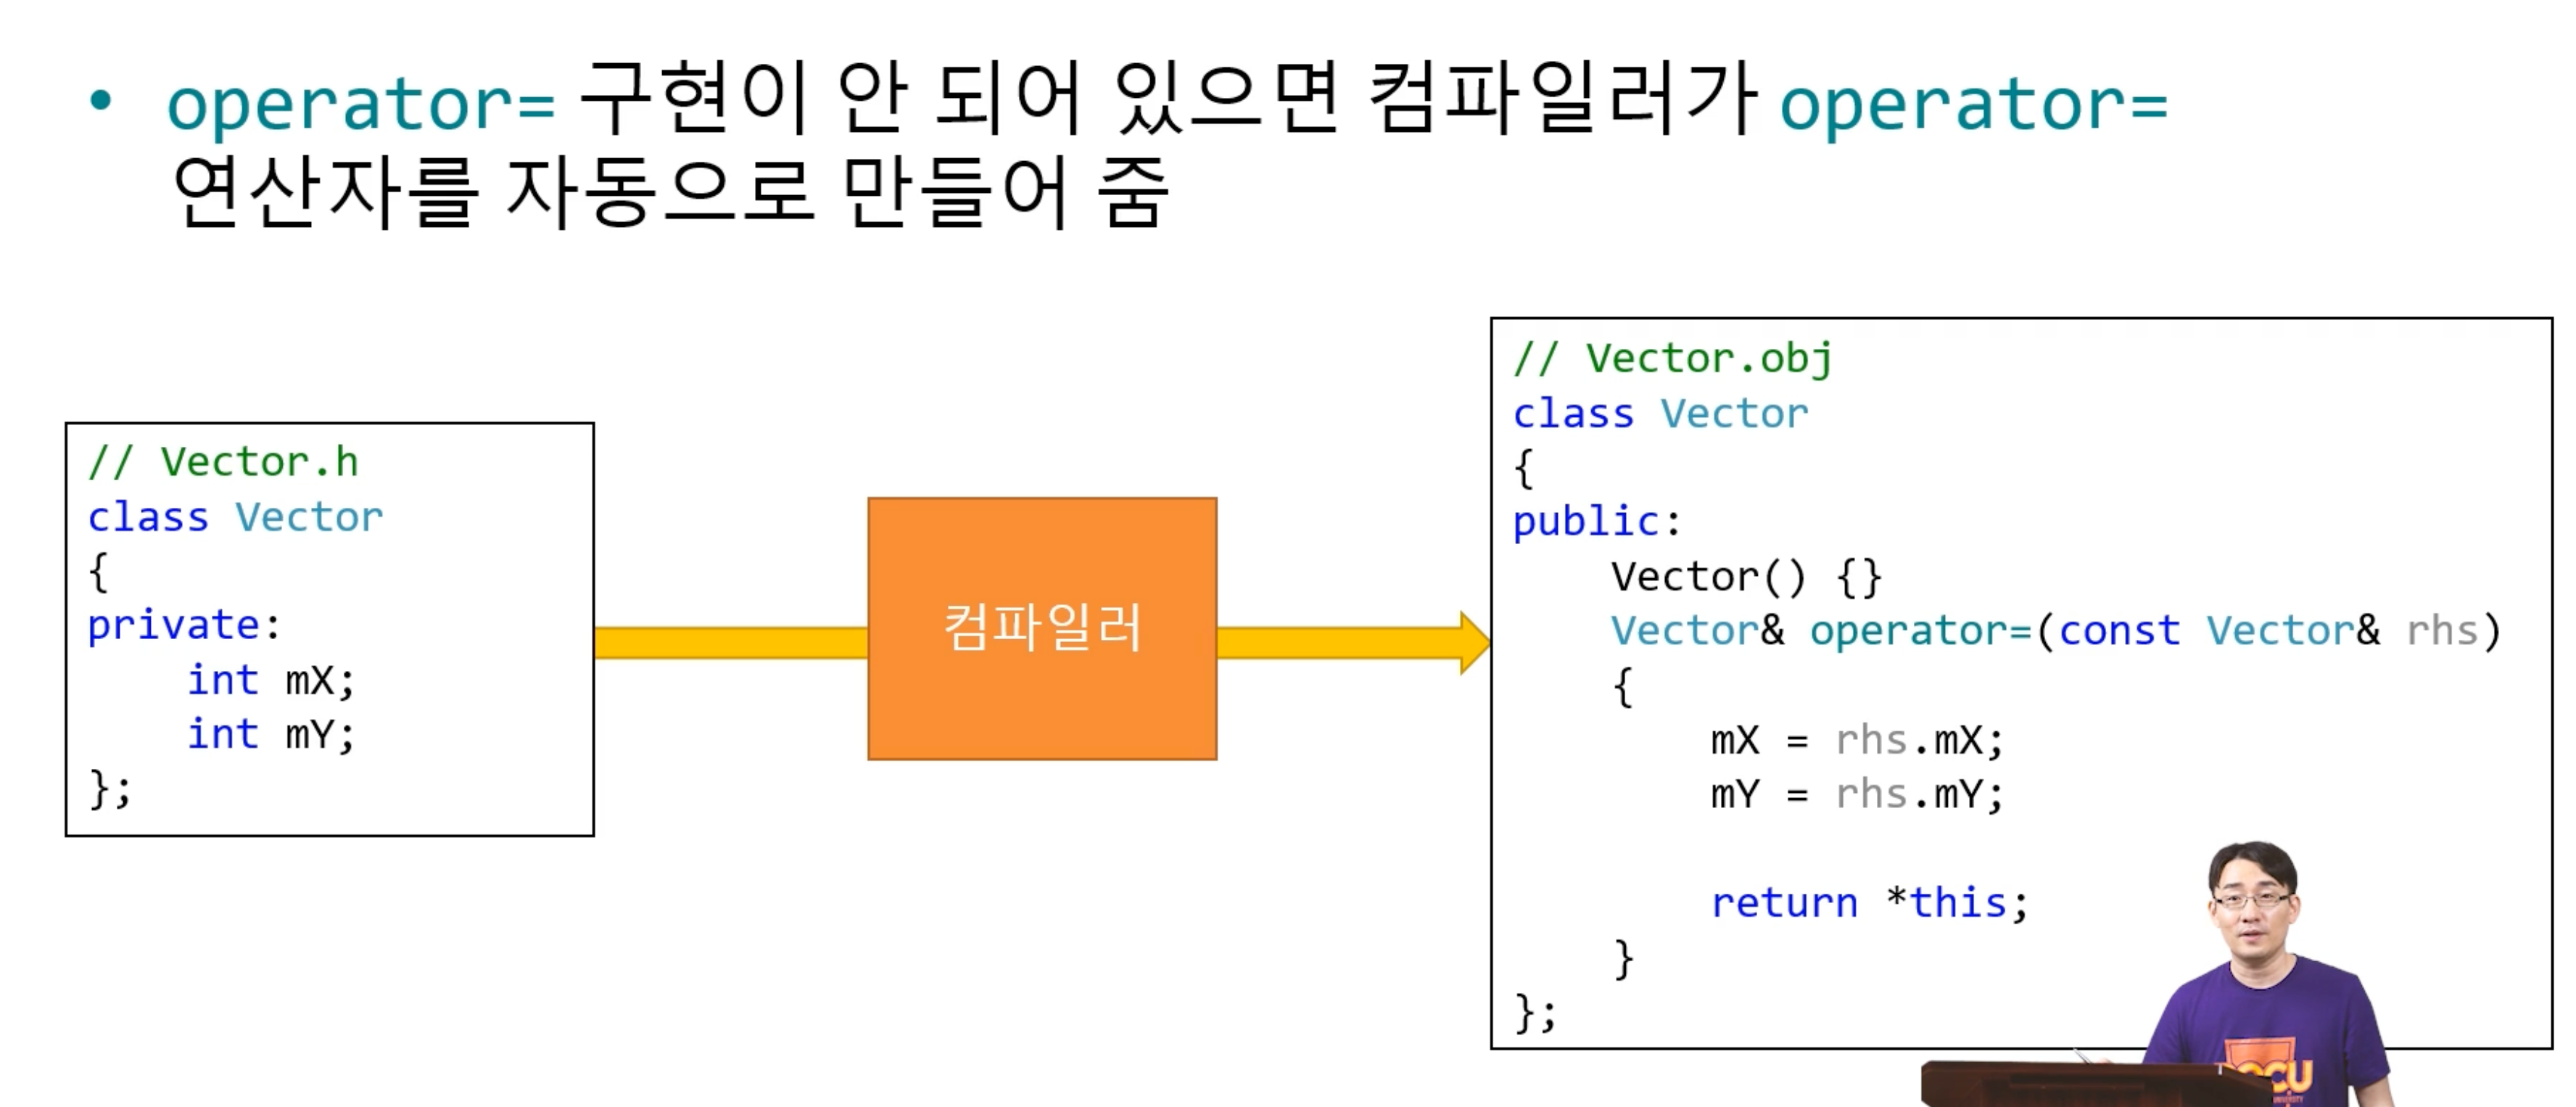 • operator= 구현이 안 되어 있으면 컴파일러가 operator=
연산자를 자동으로 만들어 줌
// Vector.h
class Vector
{
private:
    int mX;
    int mY;
};
컴파일러
// Vector.obj
class Vector
{
public:
    Vector() {}
    Vector& operator=(const Vector& rhs)
    {
        mX = rhs.mX;
        mY = rhs.mY;

        return *this;
    }
};